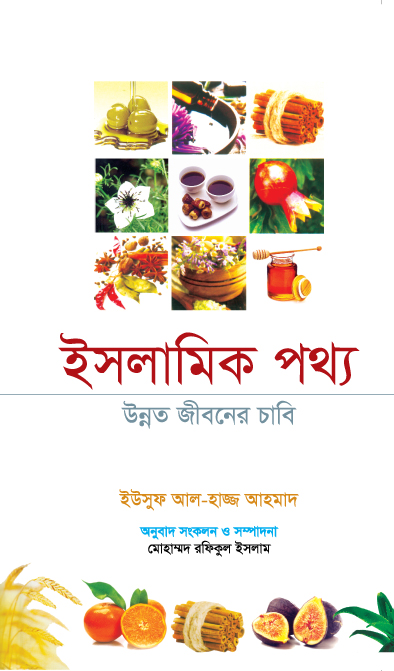 ইসলামিক পথ্য
উন্নত জীবনের চাবি
ইউসুফ আল-হাজ্জ আহমাদ
অনুবাদ সংকলন ও সম্পাদনা
মোহাম্মদ রফিকুল ইসলাম